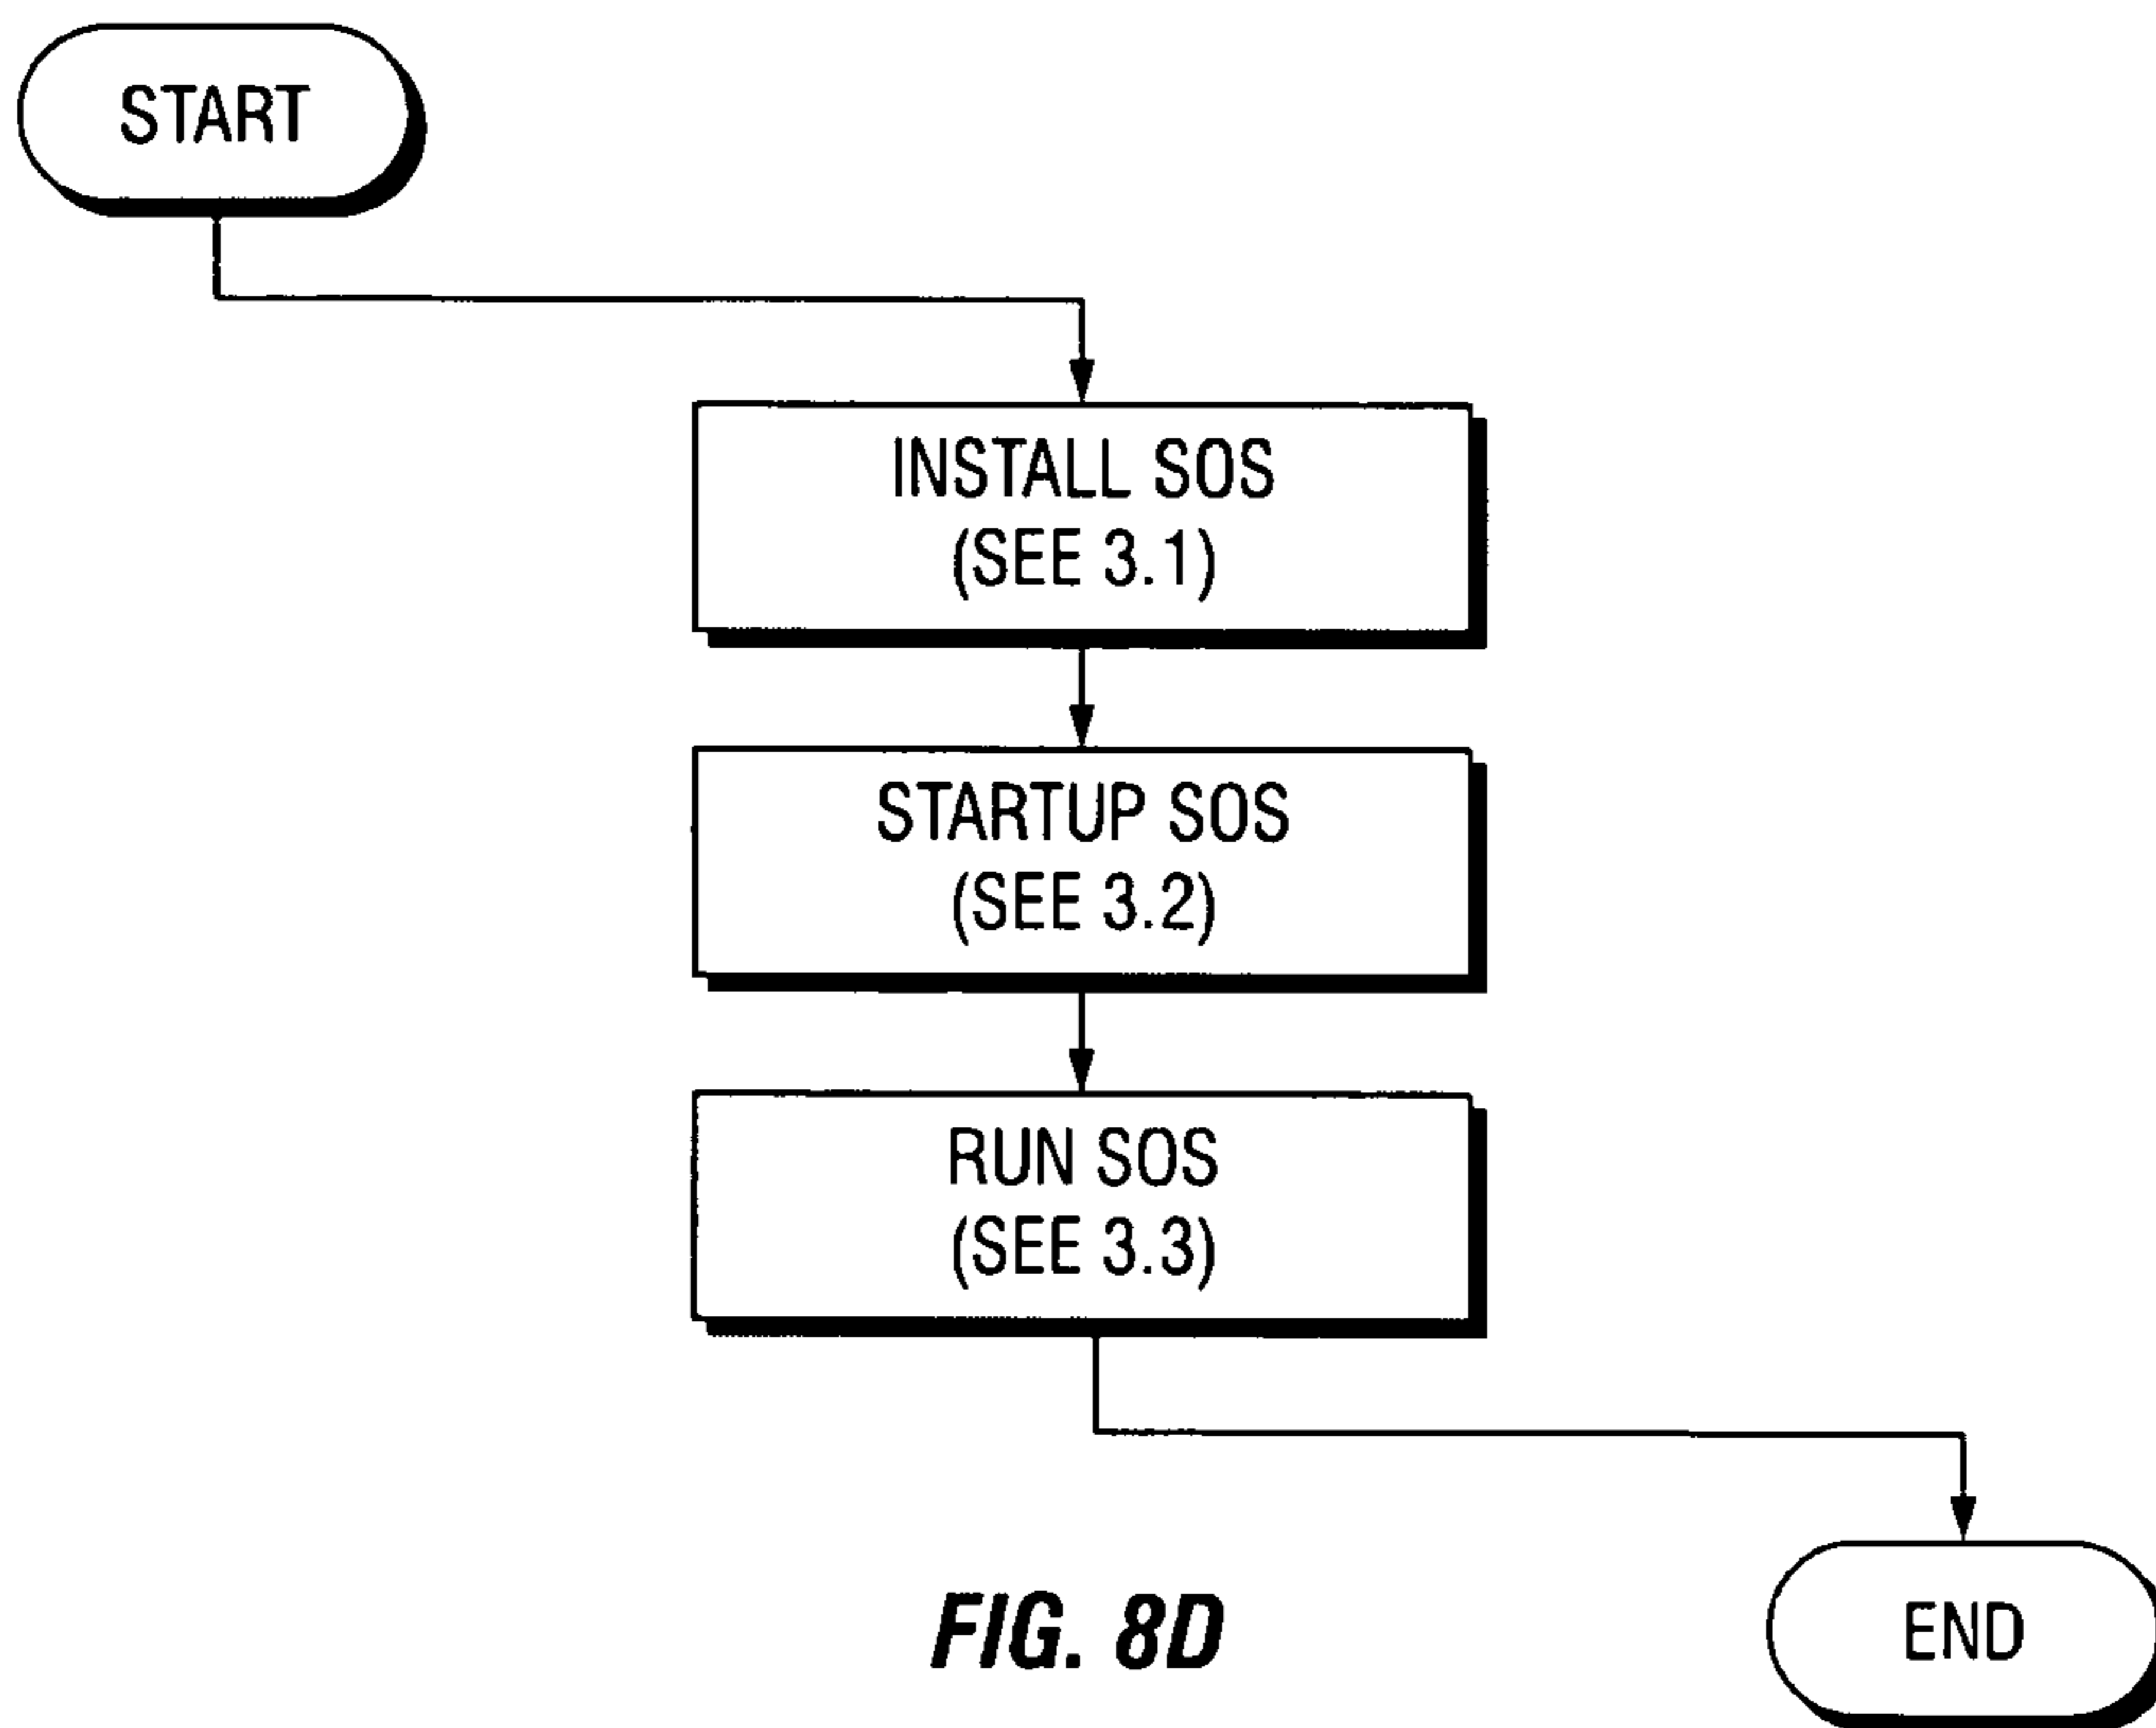 START
INSTALL SOS
(SEE 3.1)
STARTUP SOS
(SEE 3.2)
RUN SOS
(SEE 3.3)
FIG. 8D
END